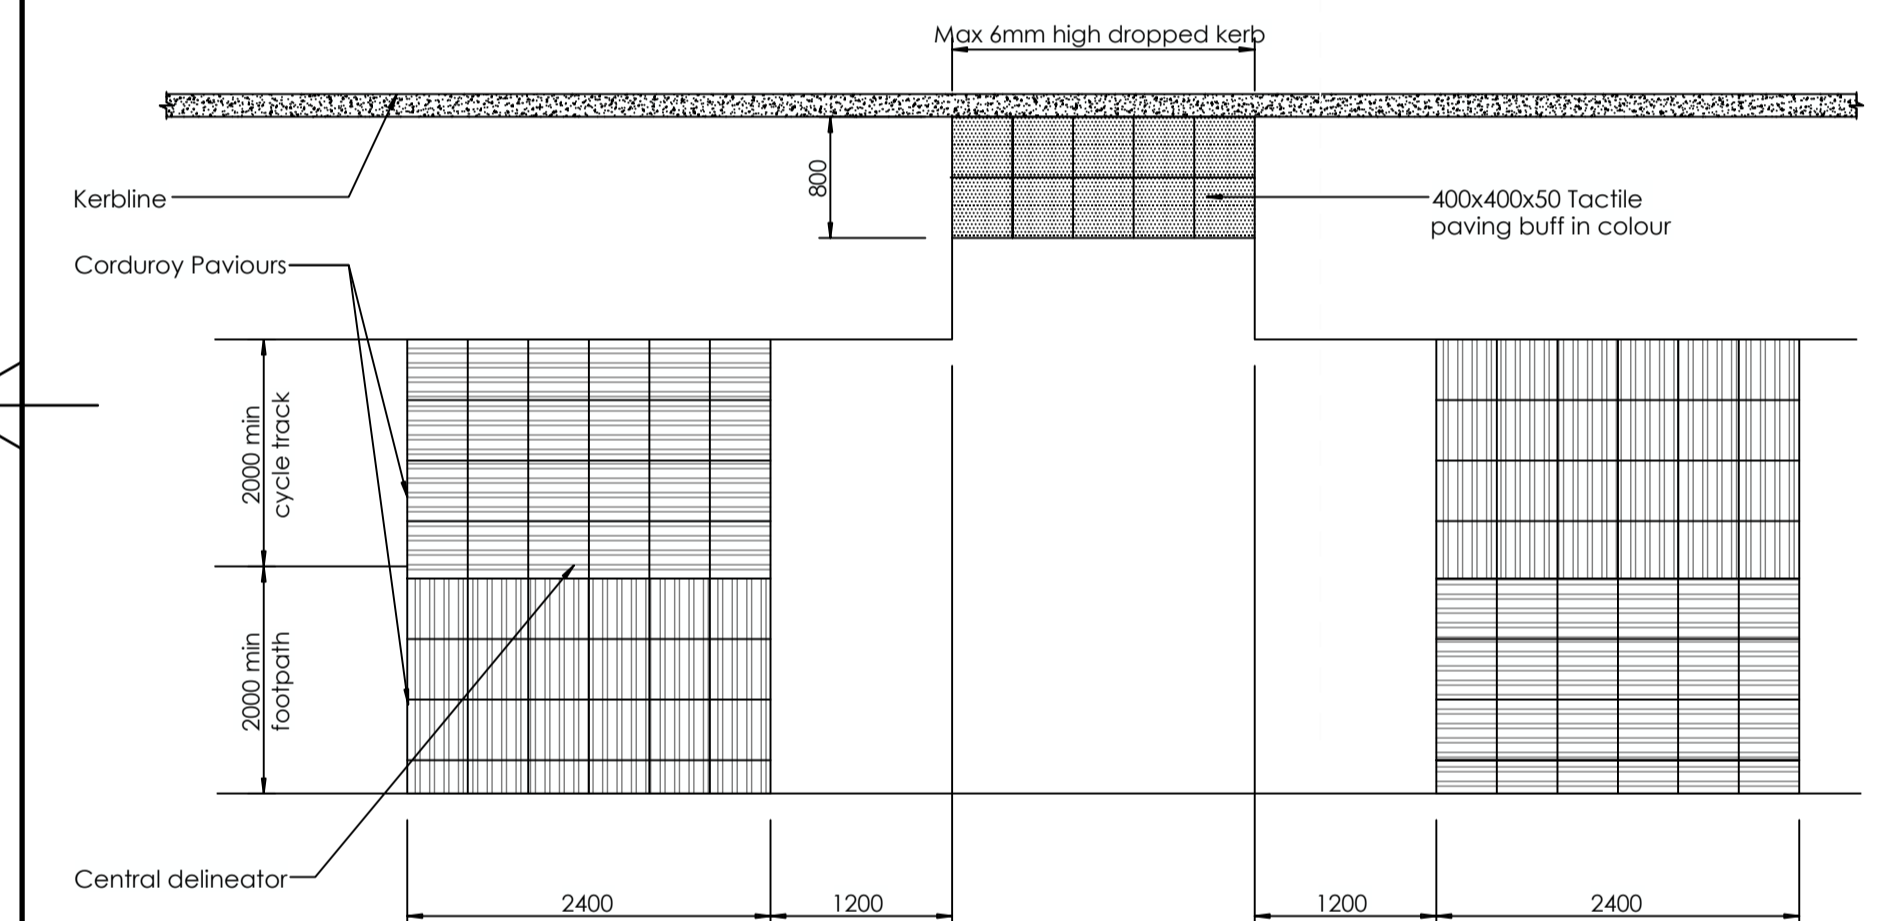 Max 6mm high dropped kerb
800
Kerbline
400x400x50 Tactile
paving buff in colour
Corduroy Paviours
2000 min
cycle track
2000 min
footpath
Central delineator
2400
1200
1200
2400